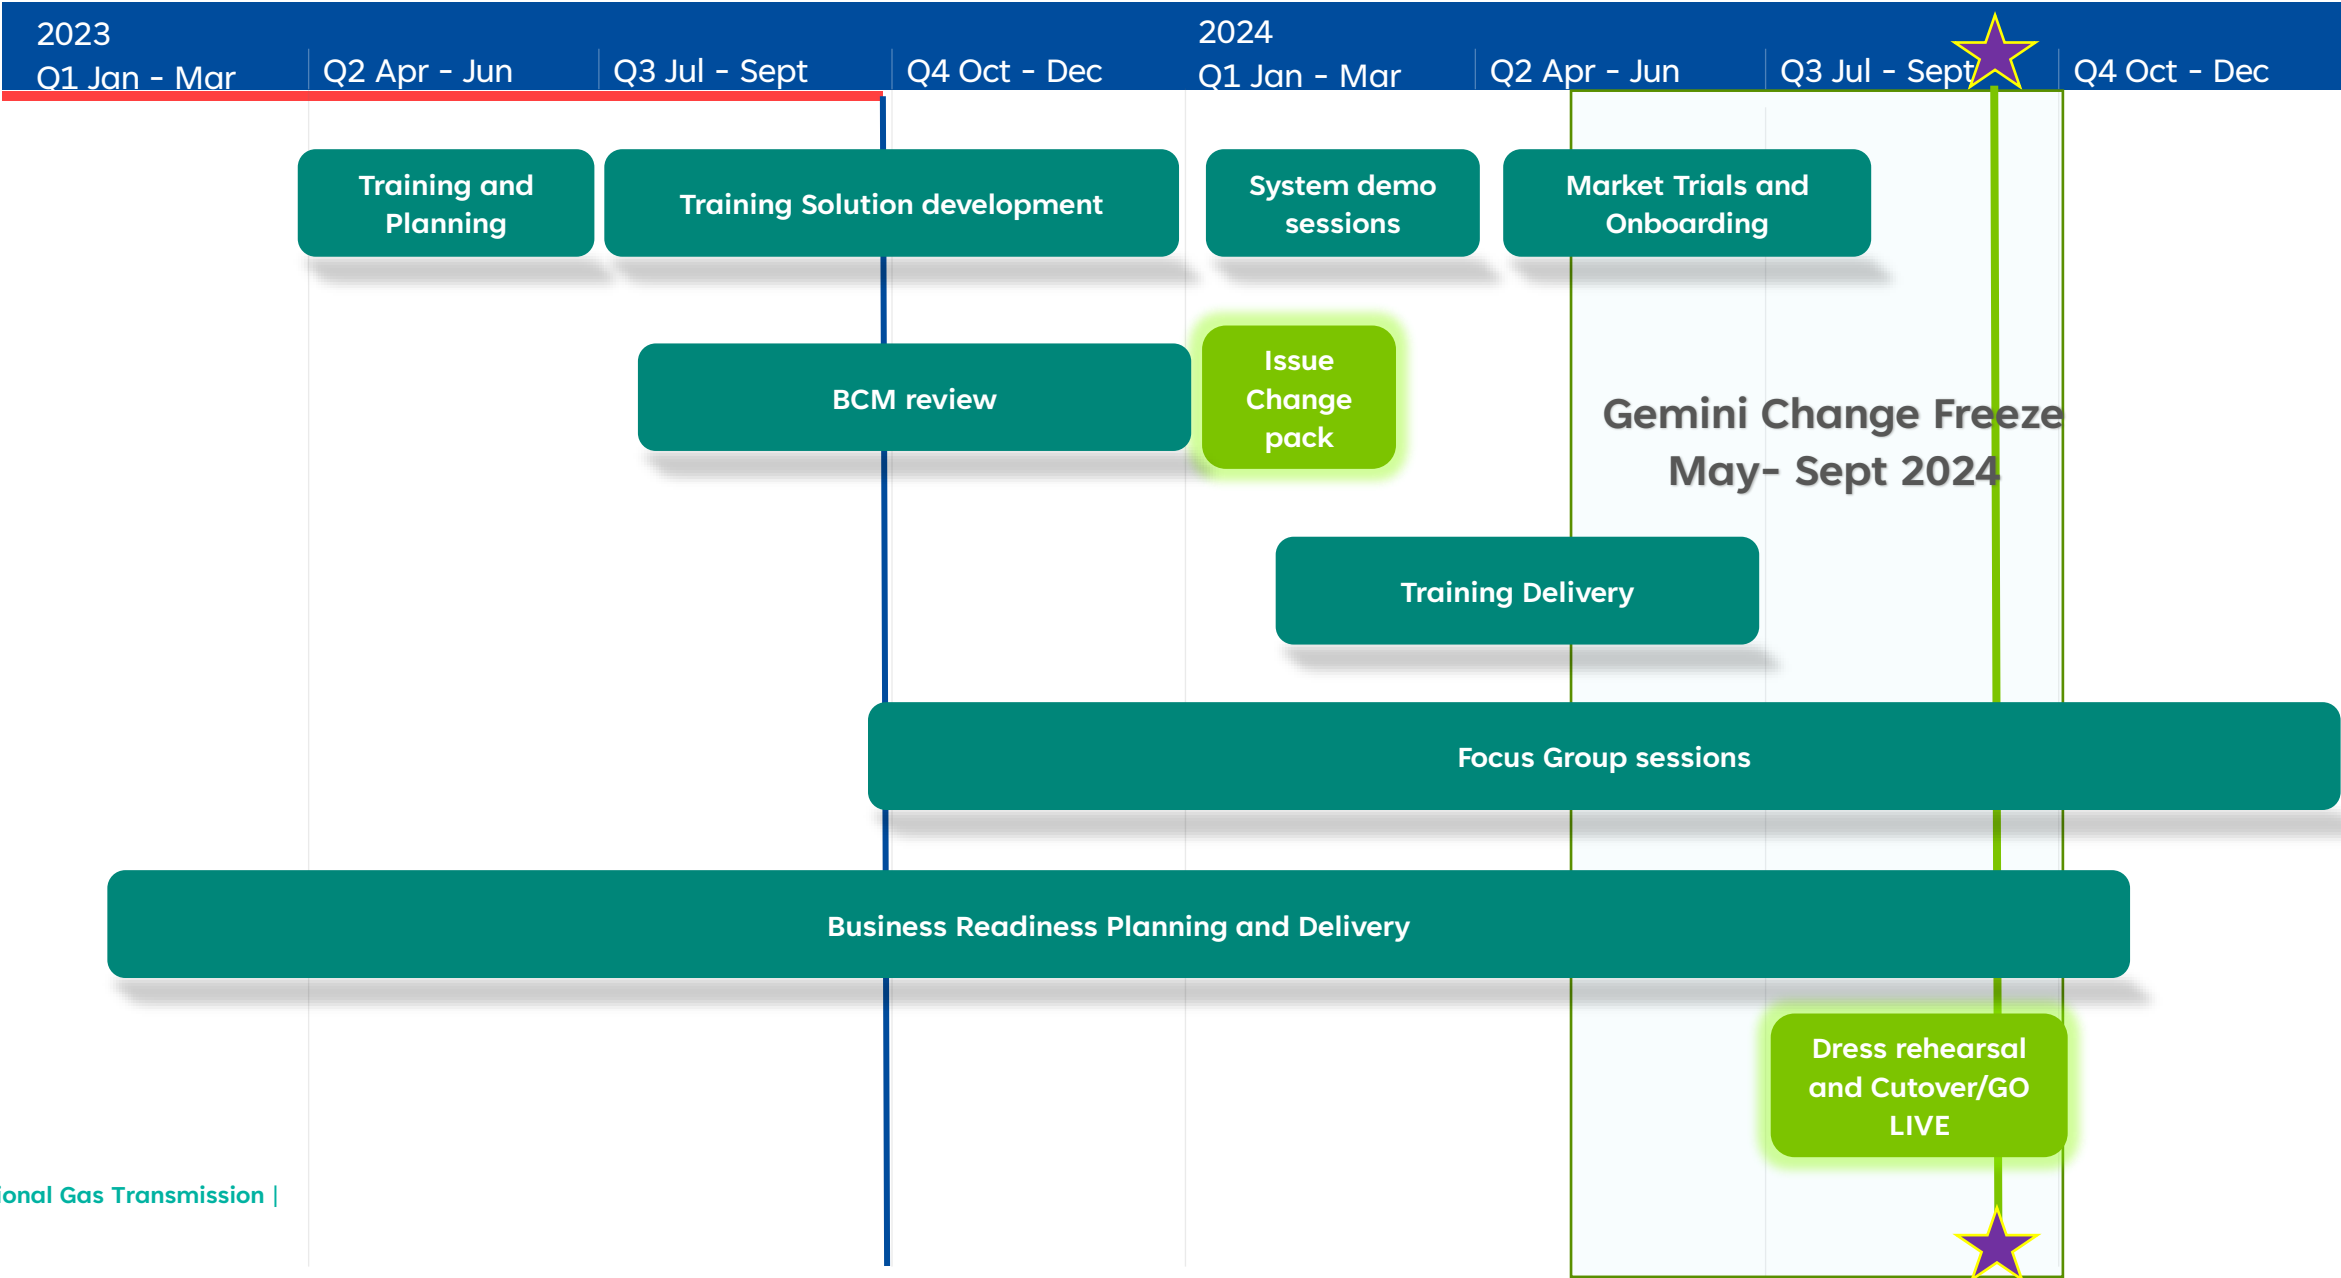 2023
Q1 Jan - Mar
Q2 Apr - Jun
Q3 Jul - Sept
Q4 Oct - Dec
2024
Q1 Jan - Mar
Q2 Apr - Jun
Q3 Jul - Sept
Q4 Oct - Dec
Training and
Planning
Training Solution development
System demo
sessions
Market Trials and
Onboarding
BCM review
Issue
Change
pack
Gemini Change Freeze
May- Sept 2024
Training Delivery
Focus Group sessions
Business Readiness Planning and Delivery
Dress rehearsal
and Cutover/GO
LIVE
ional Gas Transmission |